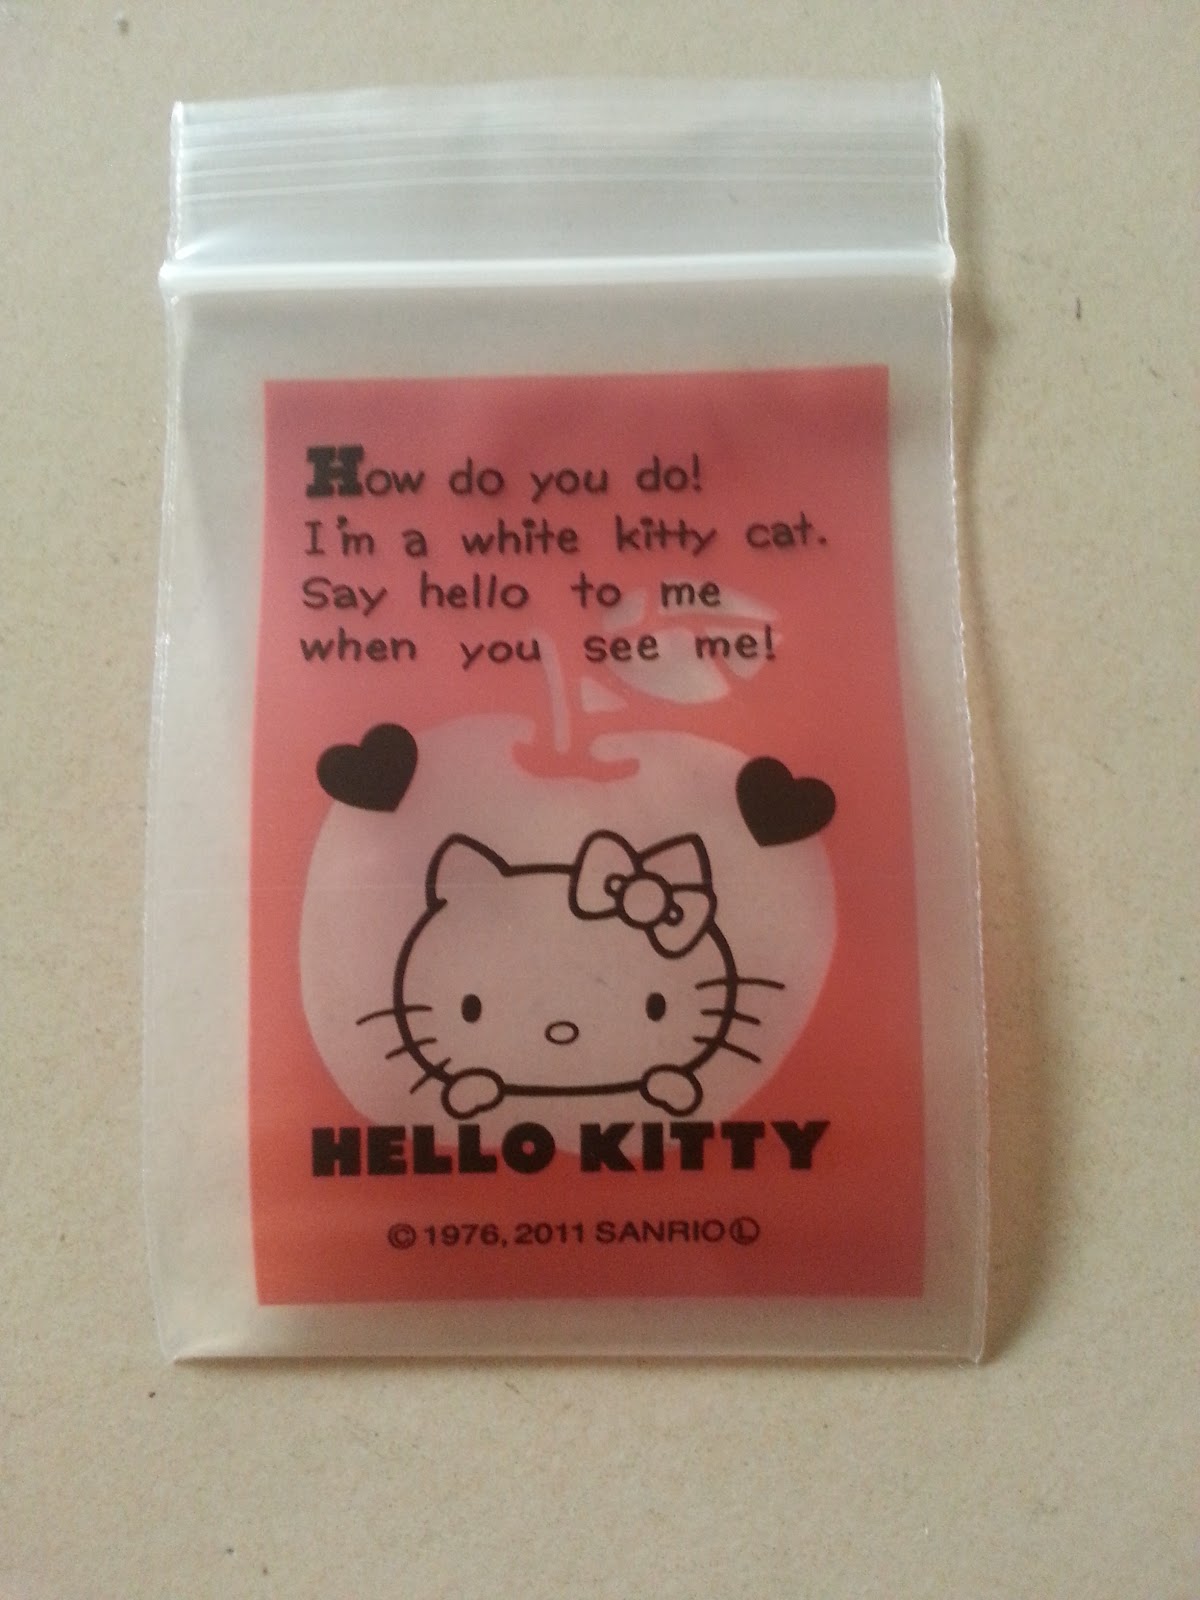 How do you do!
I'm a white kitty cat.
Say hello to me
when you see me!
HELLO KITTY
© 1976, 2011 SANRIO Ⓛ